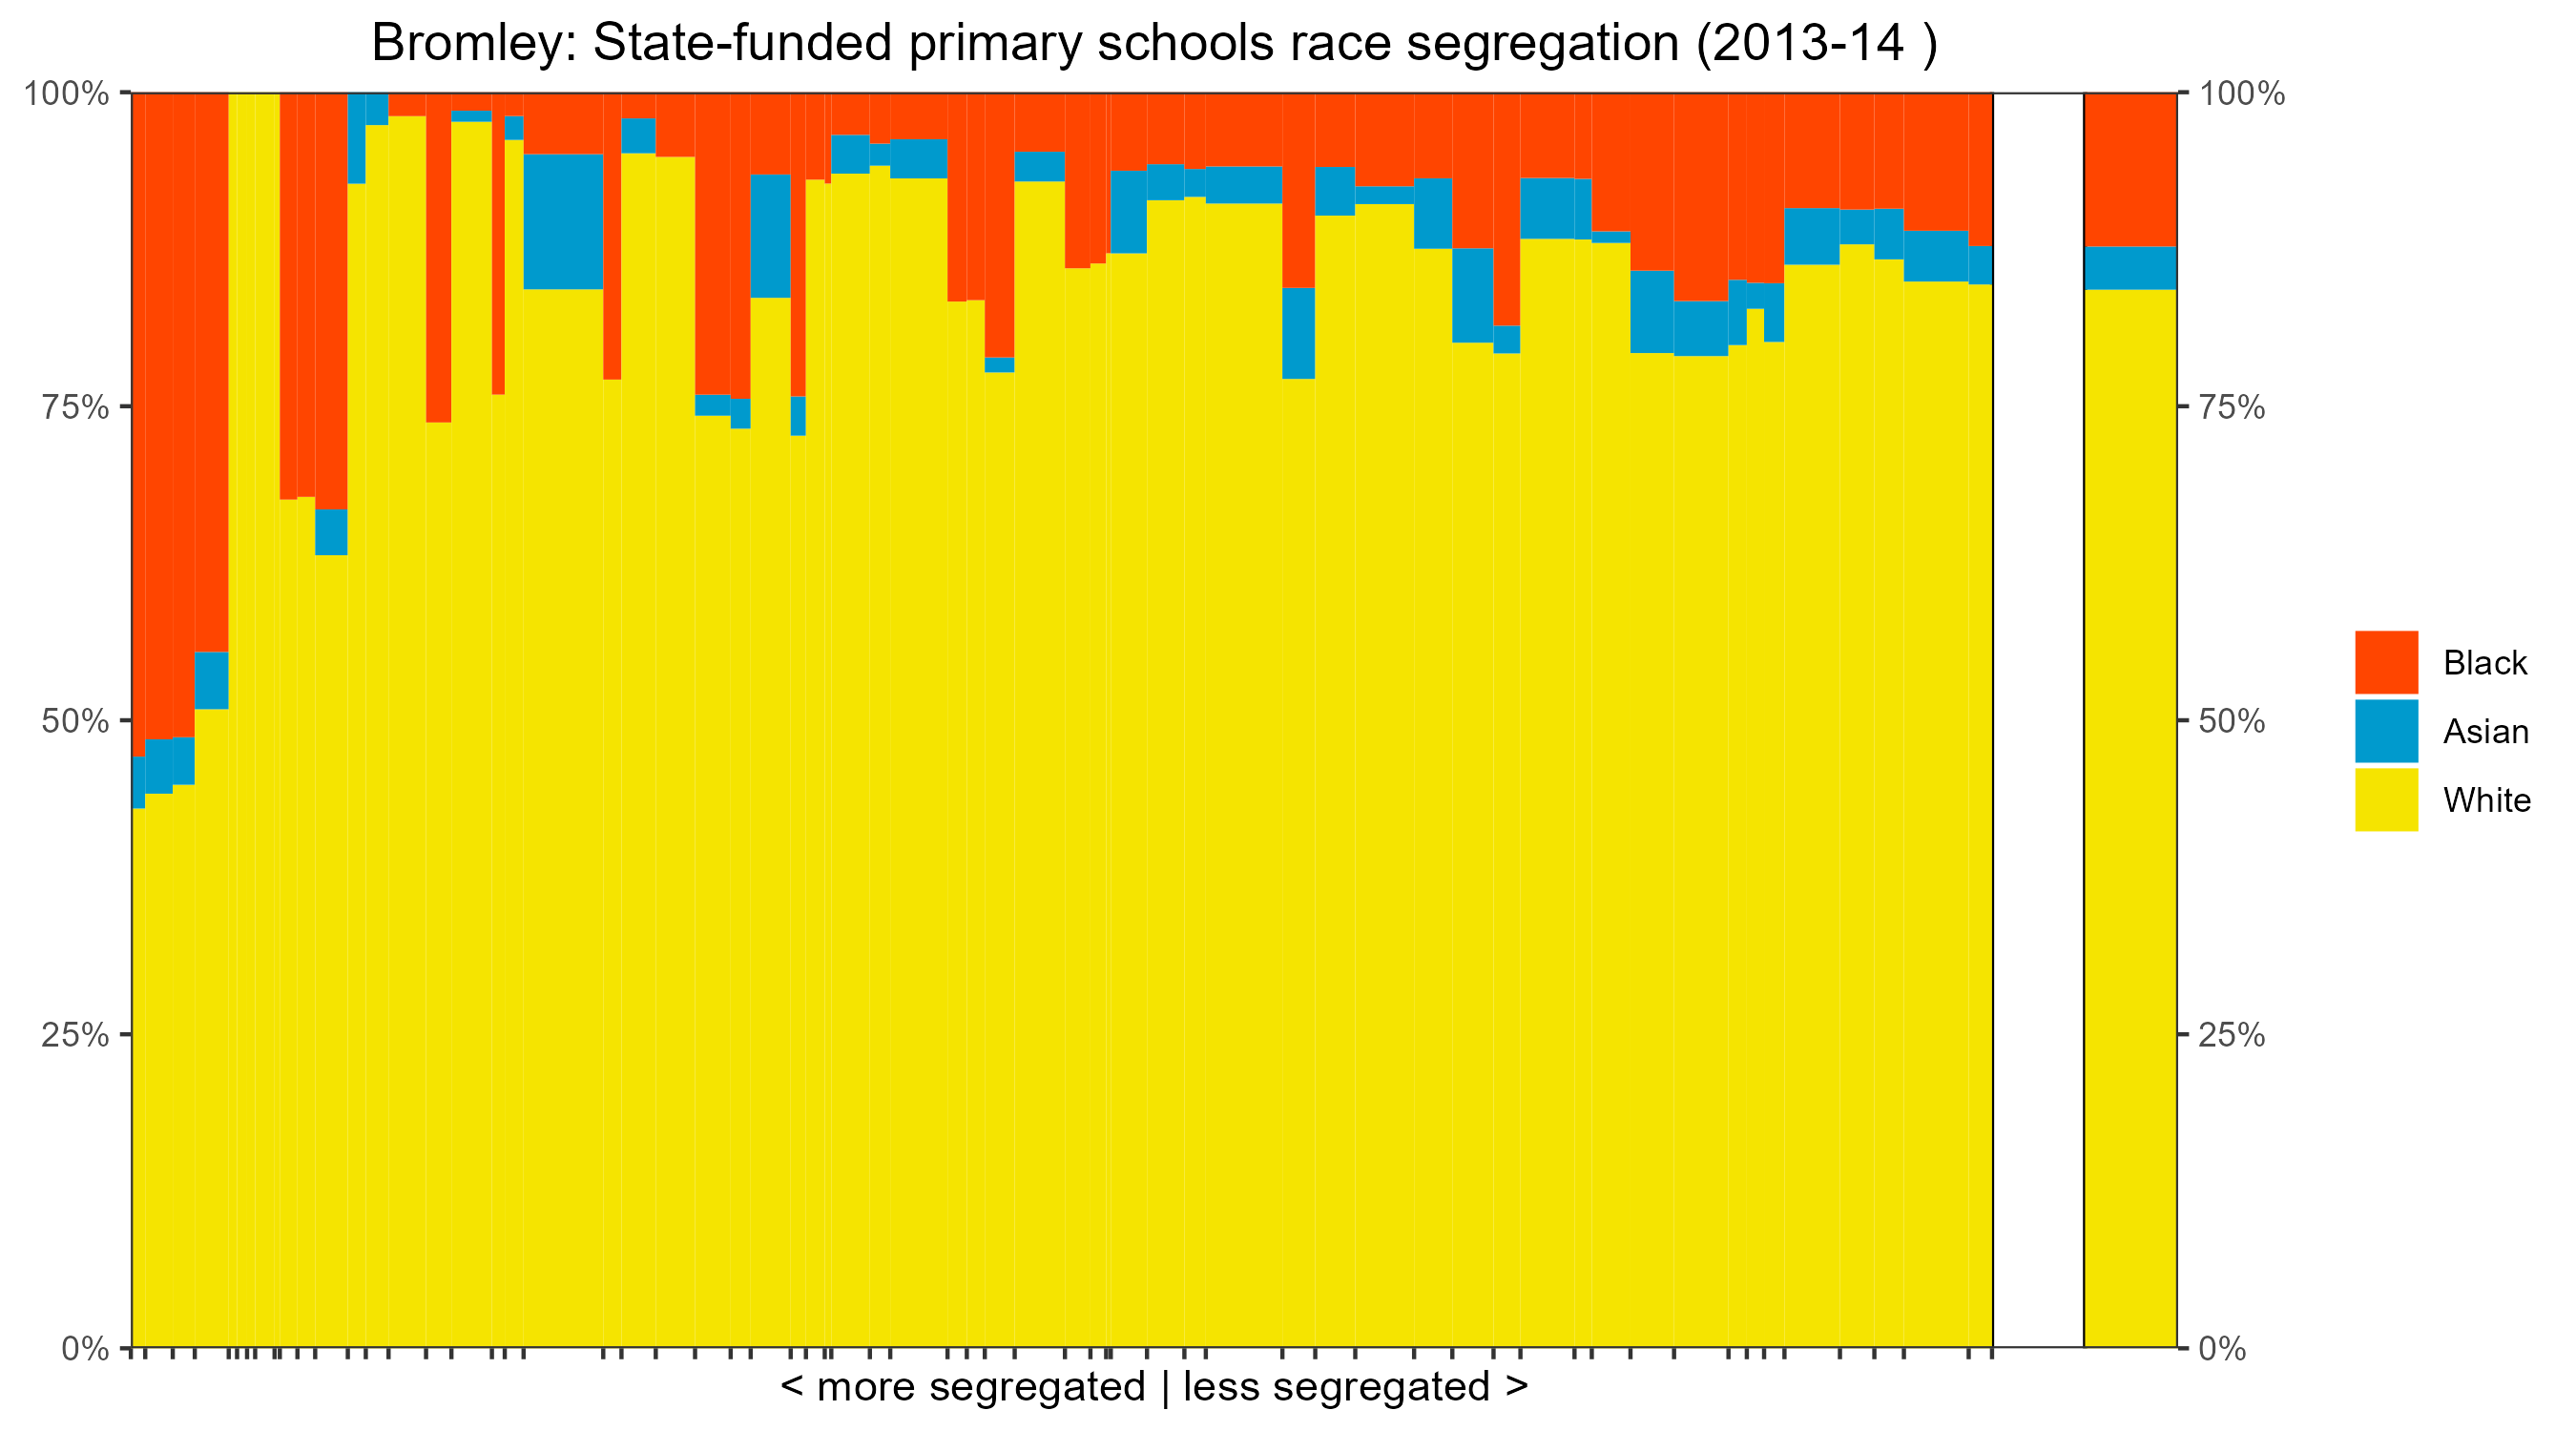 Bromley: State-funded primary schools race segregation (2013-14 )
100%
75%
50%
25%
0%
100%
75%
50%
25%
0%
Black
Asian
White
< more segregated | less segregated >